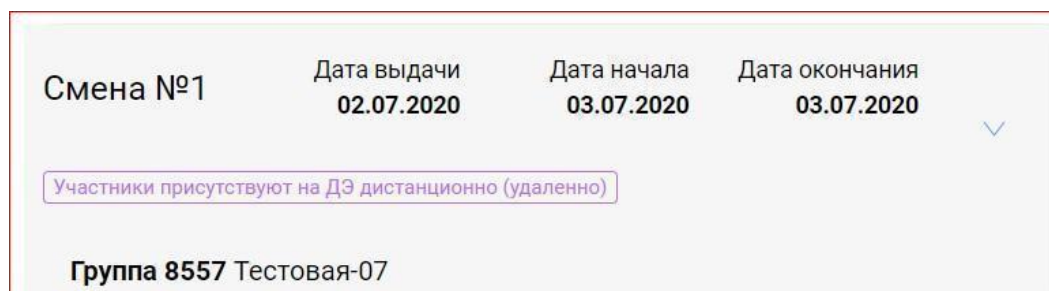 Смена №1
Дата выдачи
02.07.2020
Дата начала
03.07.2020
Дата окончания
03.07.2020
Участники присутствуют на ДЭ дистанционно (удаленно)
Группа 8557 Тестовая-07